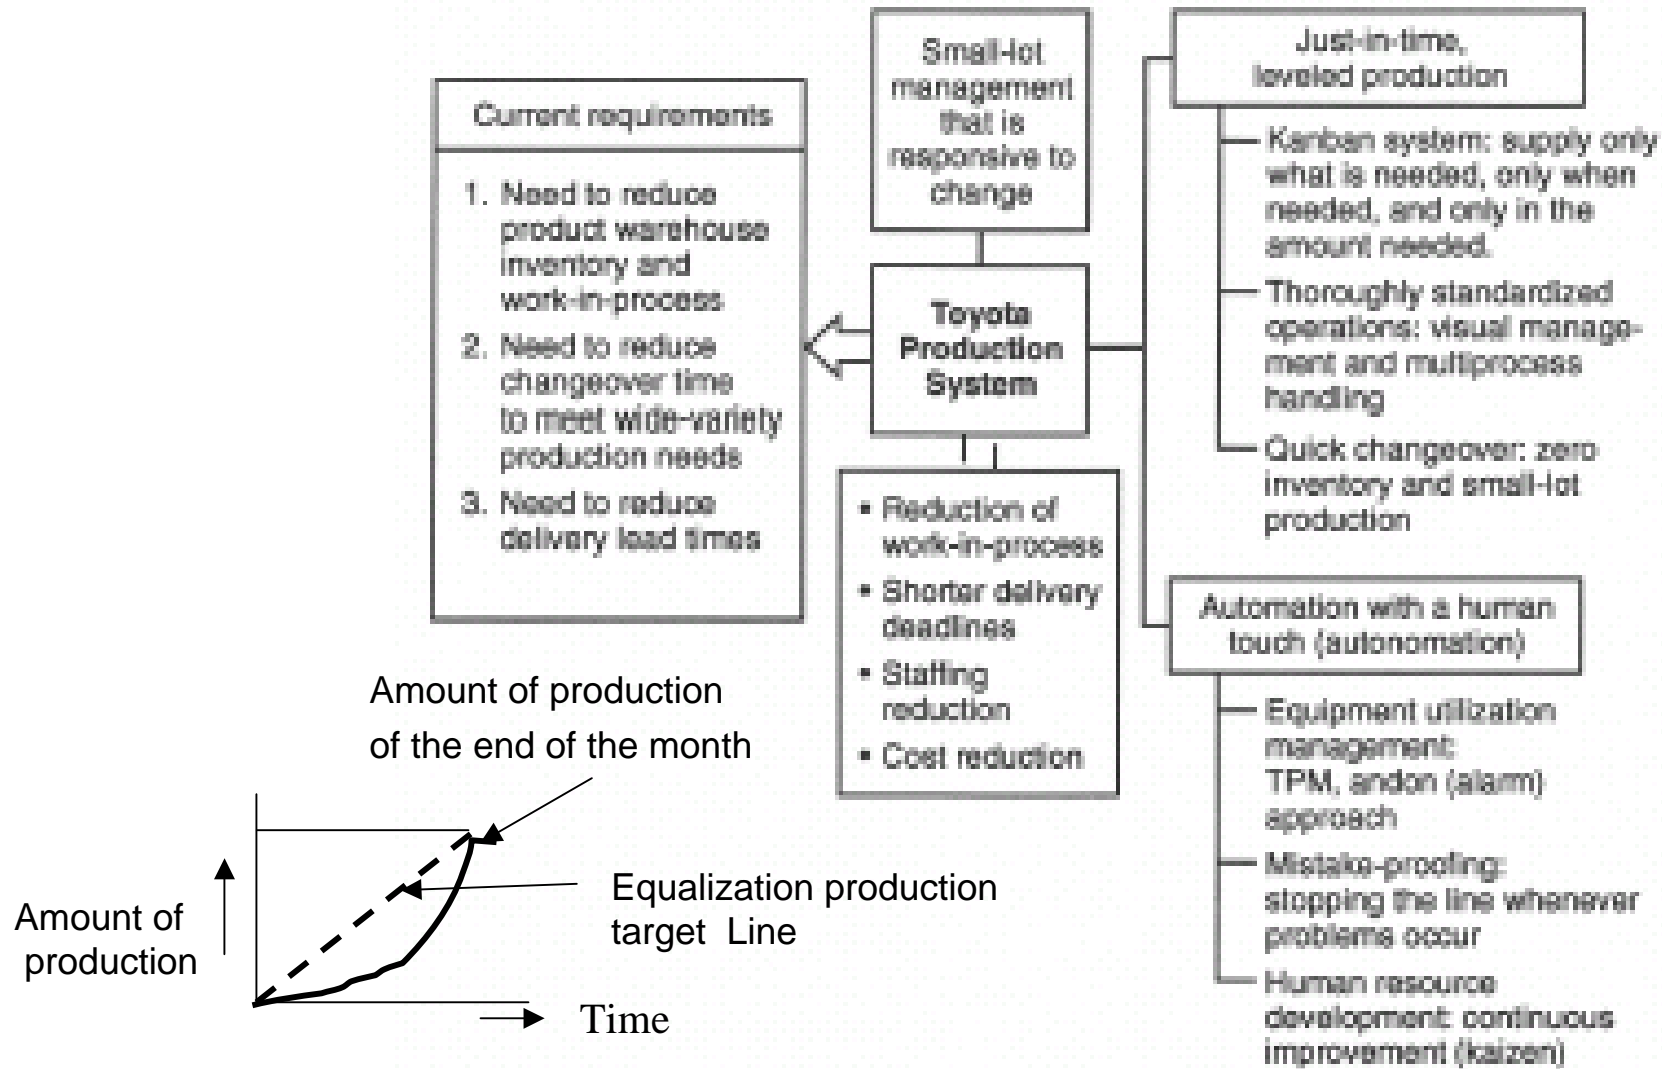 Small-lot
management
that is
responsive to
change
Current requirements
1. Need to reduce
product warehouse
inventory and
work-in-process
2. Need to reduce
changeover time
to meet wide-variety
production needs
3. Need to reduce
delivery lead times
Toyota
Production
System
• Reduction of
work-in-process
• Shorter delivery
deadlines
• Staffing
reduction
• Cost reduction
Just-in-time,
leveled production
Kanban system: supply only
what is needed, only when
needed, and only in the
amount needed.
Thoroughly standardized
operations: visual manage-
ment and multiprocess
handling
Quick changeover: zero
inventory and small-lot
production
Automation with a human
touch (autonomation)
Equipment utilization
management:
TPM, andon (alarm)
approach
Mistake-proofing:
stopping the line whenever
problems occur
Human resource
development: continuous
improvement (kaizen)
Amount of production
of the end of the month
Equalization production
target Line
Amount of
production
Time